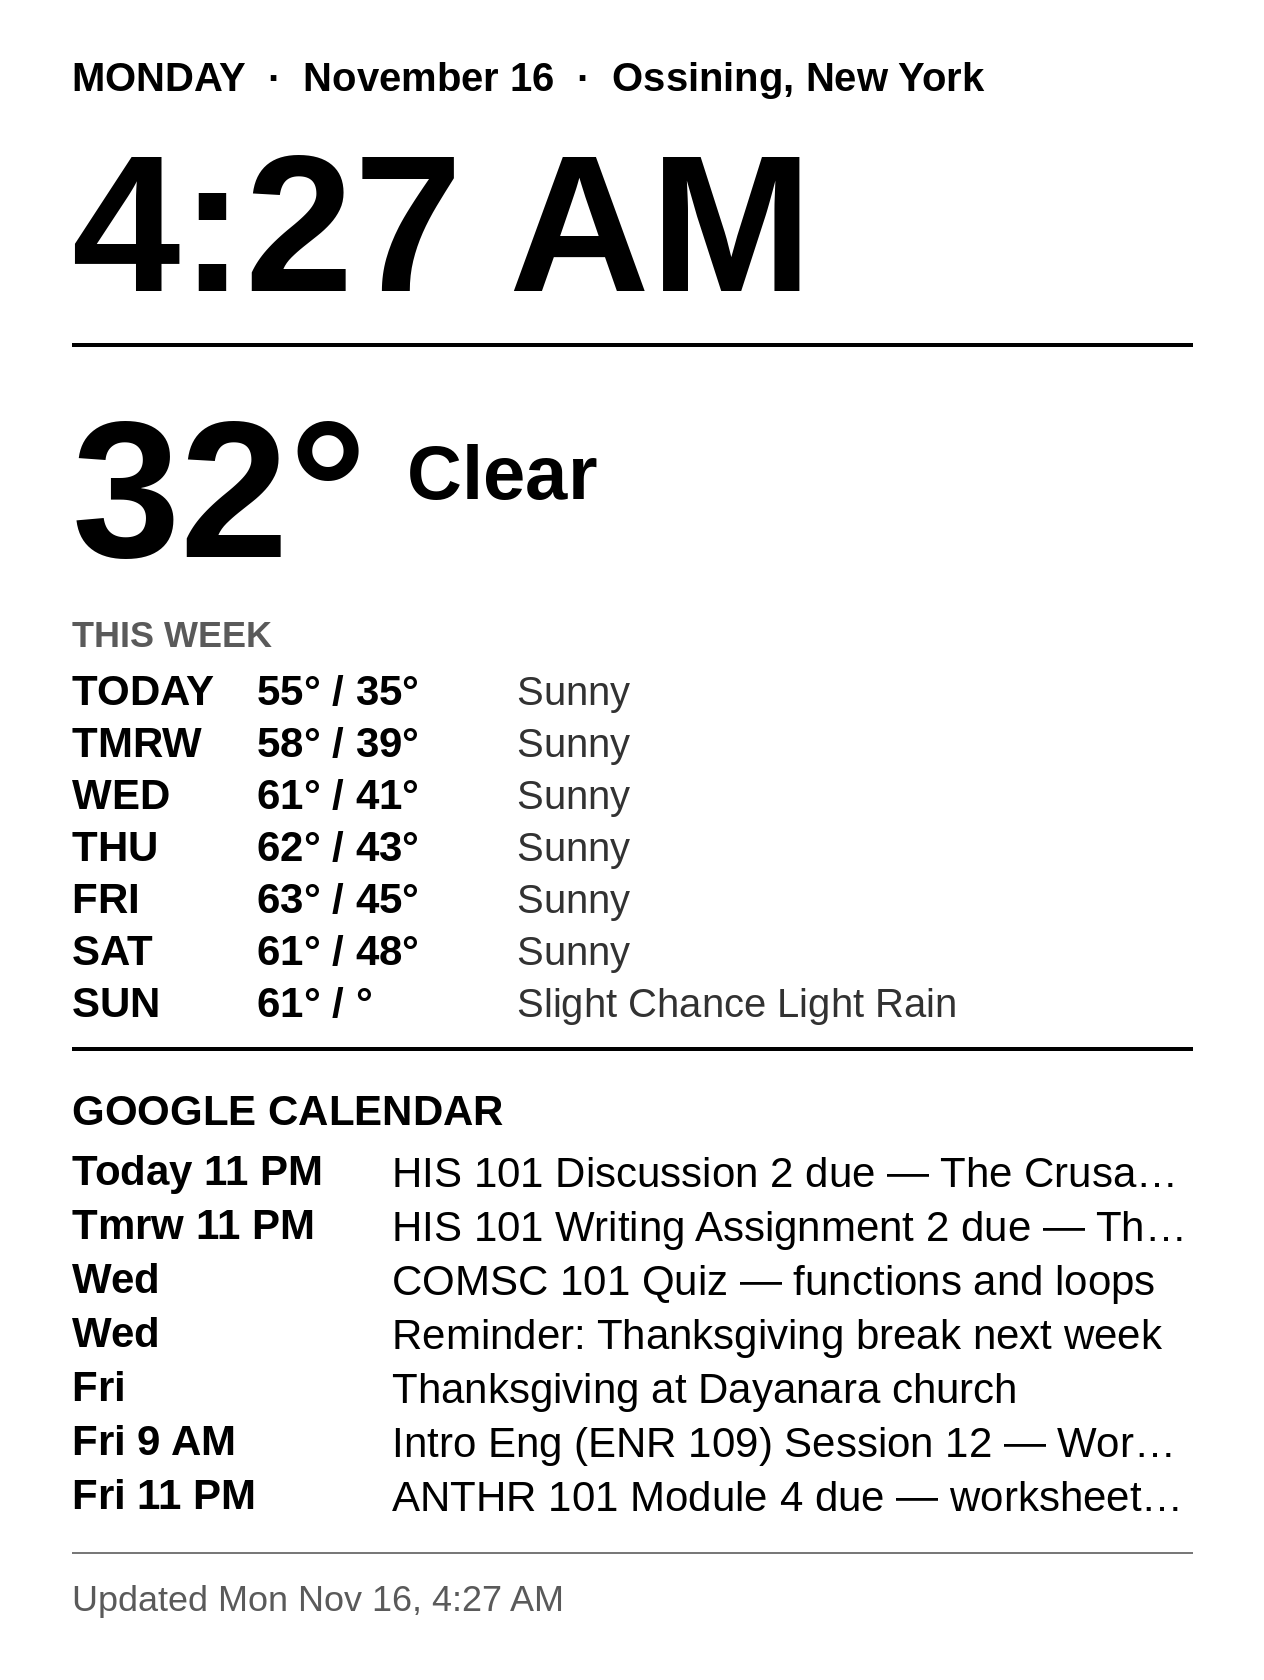 MONDAY · November 16 · Ossining, New York
4:27 AM
32° Clear
THIS WEEK
TODAY 55° / 35° Sunny
TMRW 58° / 39° Sunny
WED 61° / 41° Sunny
THU 62° / 43° Sunny
FRI 63° / 45° Sunny
SAT 61° / 48° Sunny
SUN 61° / ° Slight Chance Light Rain
GOOGLE CALENDAR
Today 11 PM HIS 101 Discussion 2 due — The Crusa…
Tmrw 11 PM HIS 101 Writing Assignment 2 due — Th…
Wed COMSC 101 Quiz — functions and loops
Wed Reminder: Thanksgiving break next week
Fri Thanksgiving at Dayanara church
Fri 9 AM Intro Eng (ENR 109) Session 12 — Wor…
Fri 11 PM ANTHR 101 Module 4 due — worksheet…
Updated Mon Nov 16, 4:27 AM